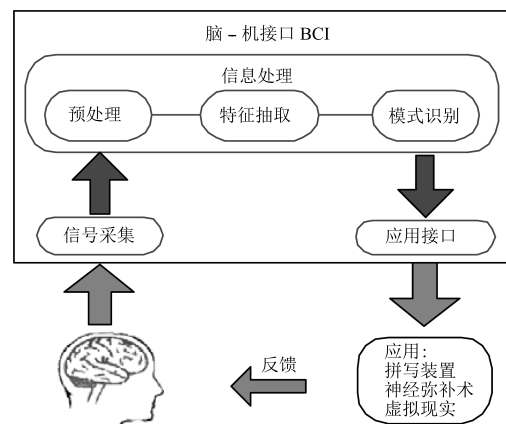 脑 – 机接口 BCI
信息处理
预处理
特征抽取
模式识别
信号采集
应用接口
反馈
应用:
拼写装置
神经弥补术
虚拟现实